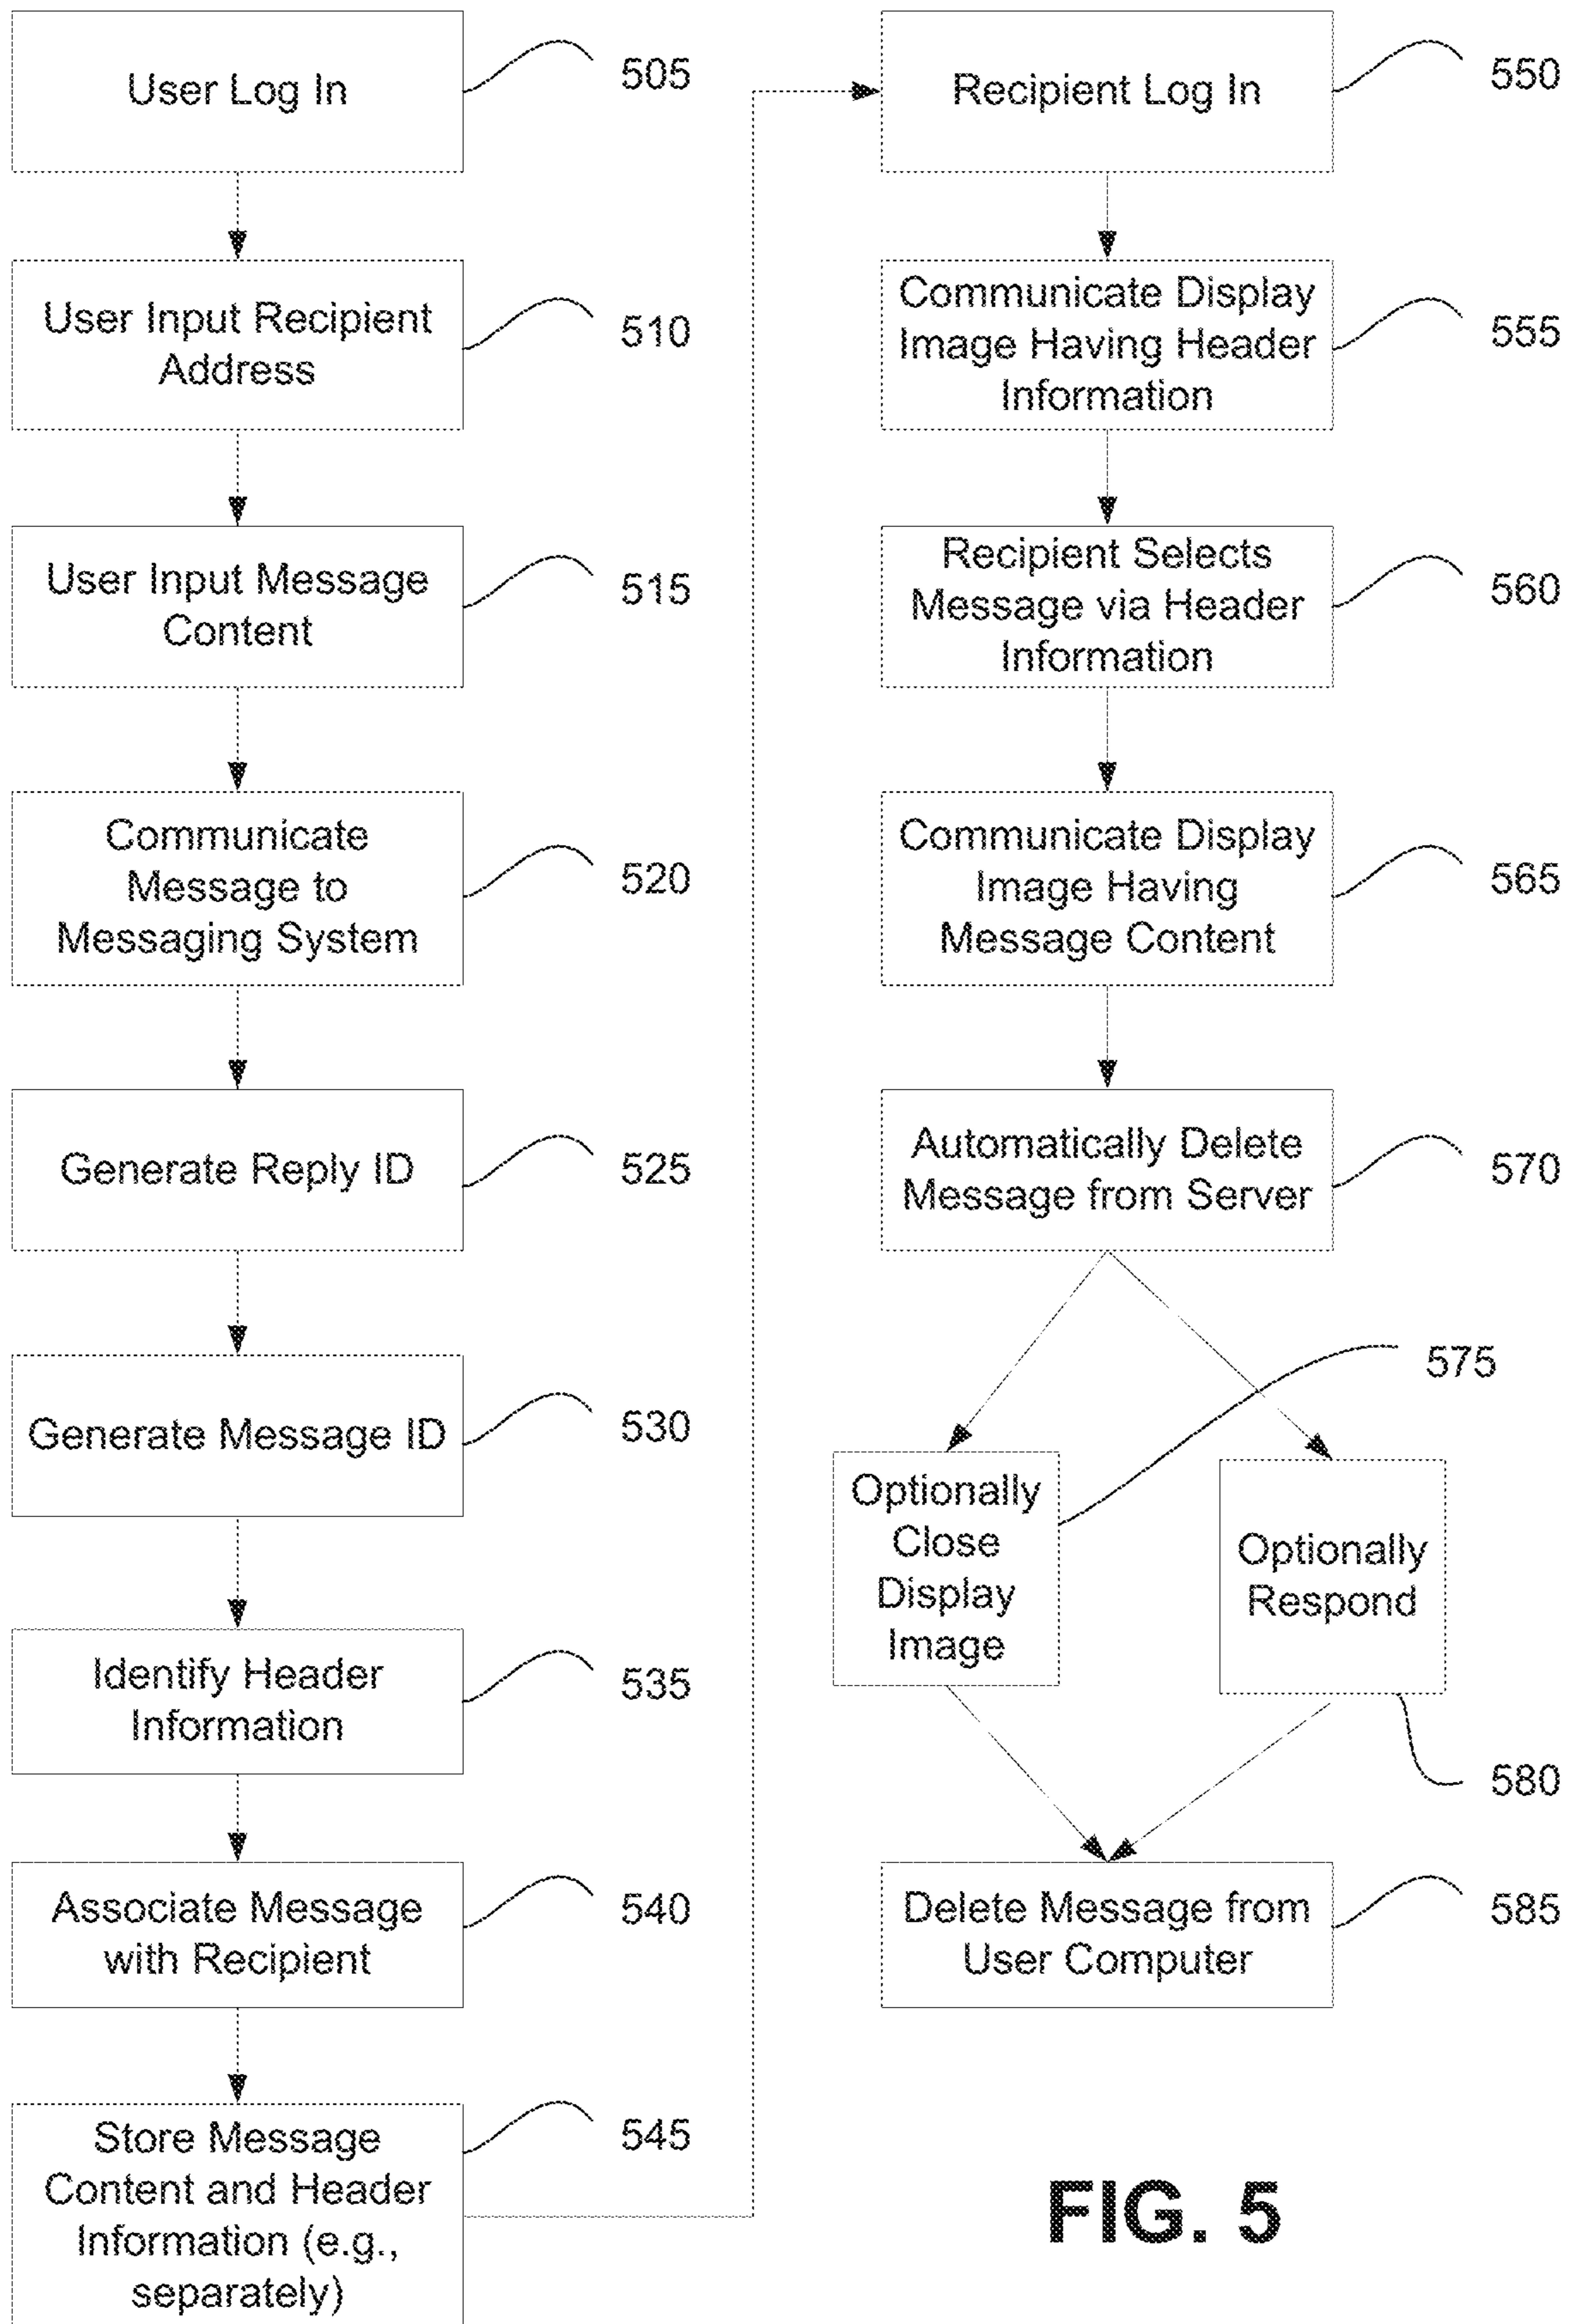 User Log In
505
User Input Recipient
Address
510
User Input Message
Content
515
Communicate
Message to
Messaging System
520
Generate Reply ID
525
Generate Message ID
530
Identify Header
Information
535
Associate Message
with Recipient
540
Store Message
Content and Header
Information (e.g.,
separately)
545
Recipient Log In
550
Communicate Display
Image Having Header
Information
555
Recipient Selects
Message via Header
Information
560
Communicate Display
Image Having
Message Content
565
Automatically Delete
Message from Server
570
Optionally
Close
Display
Image
575
Optionally
Respond
580
Delete Message from
User Computer
585
FIG. 5